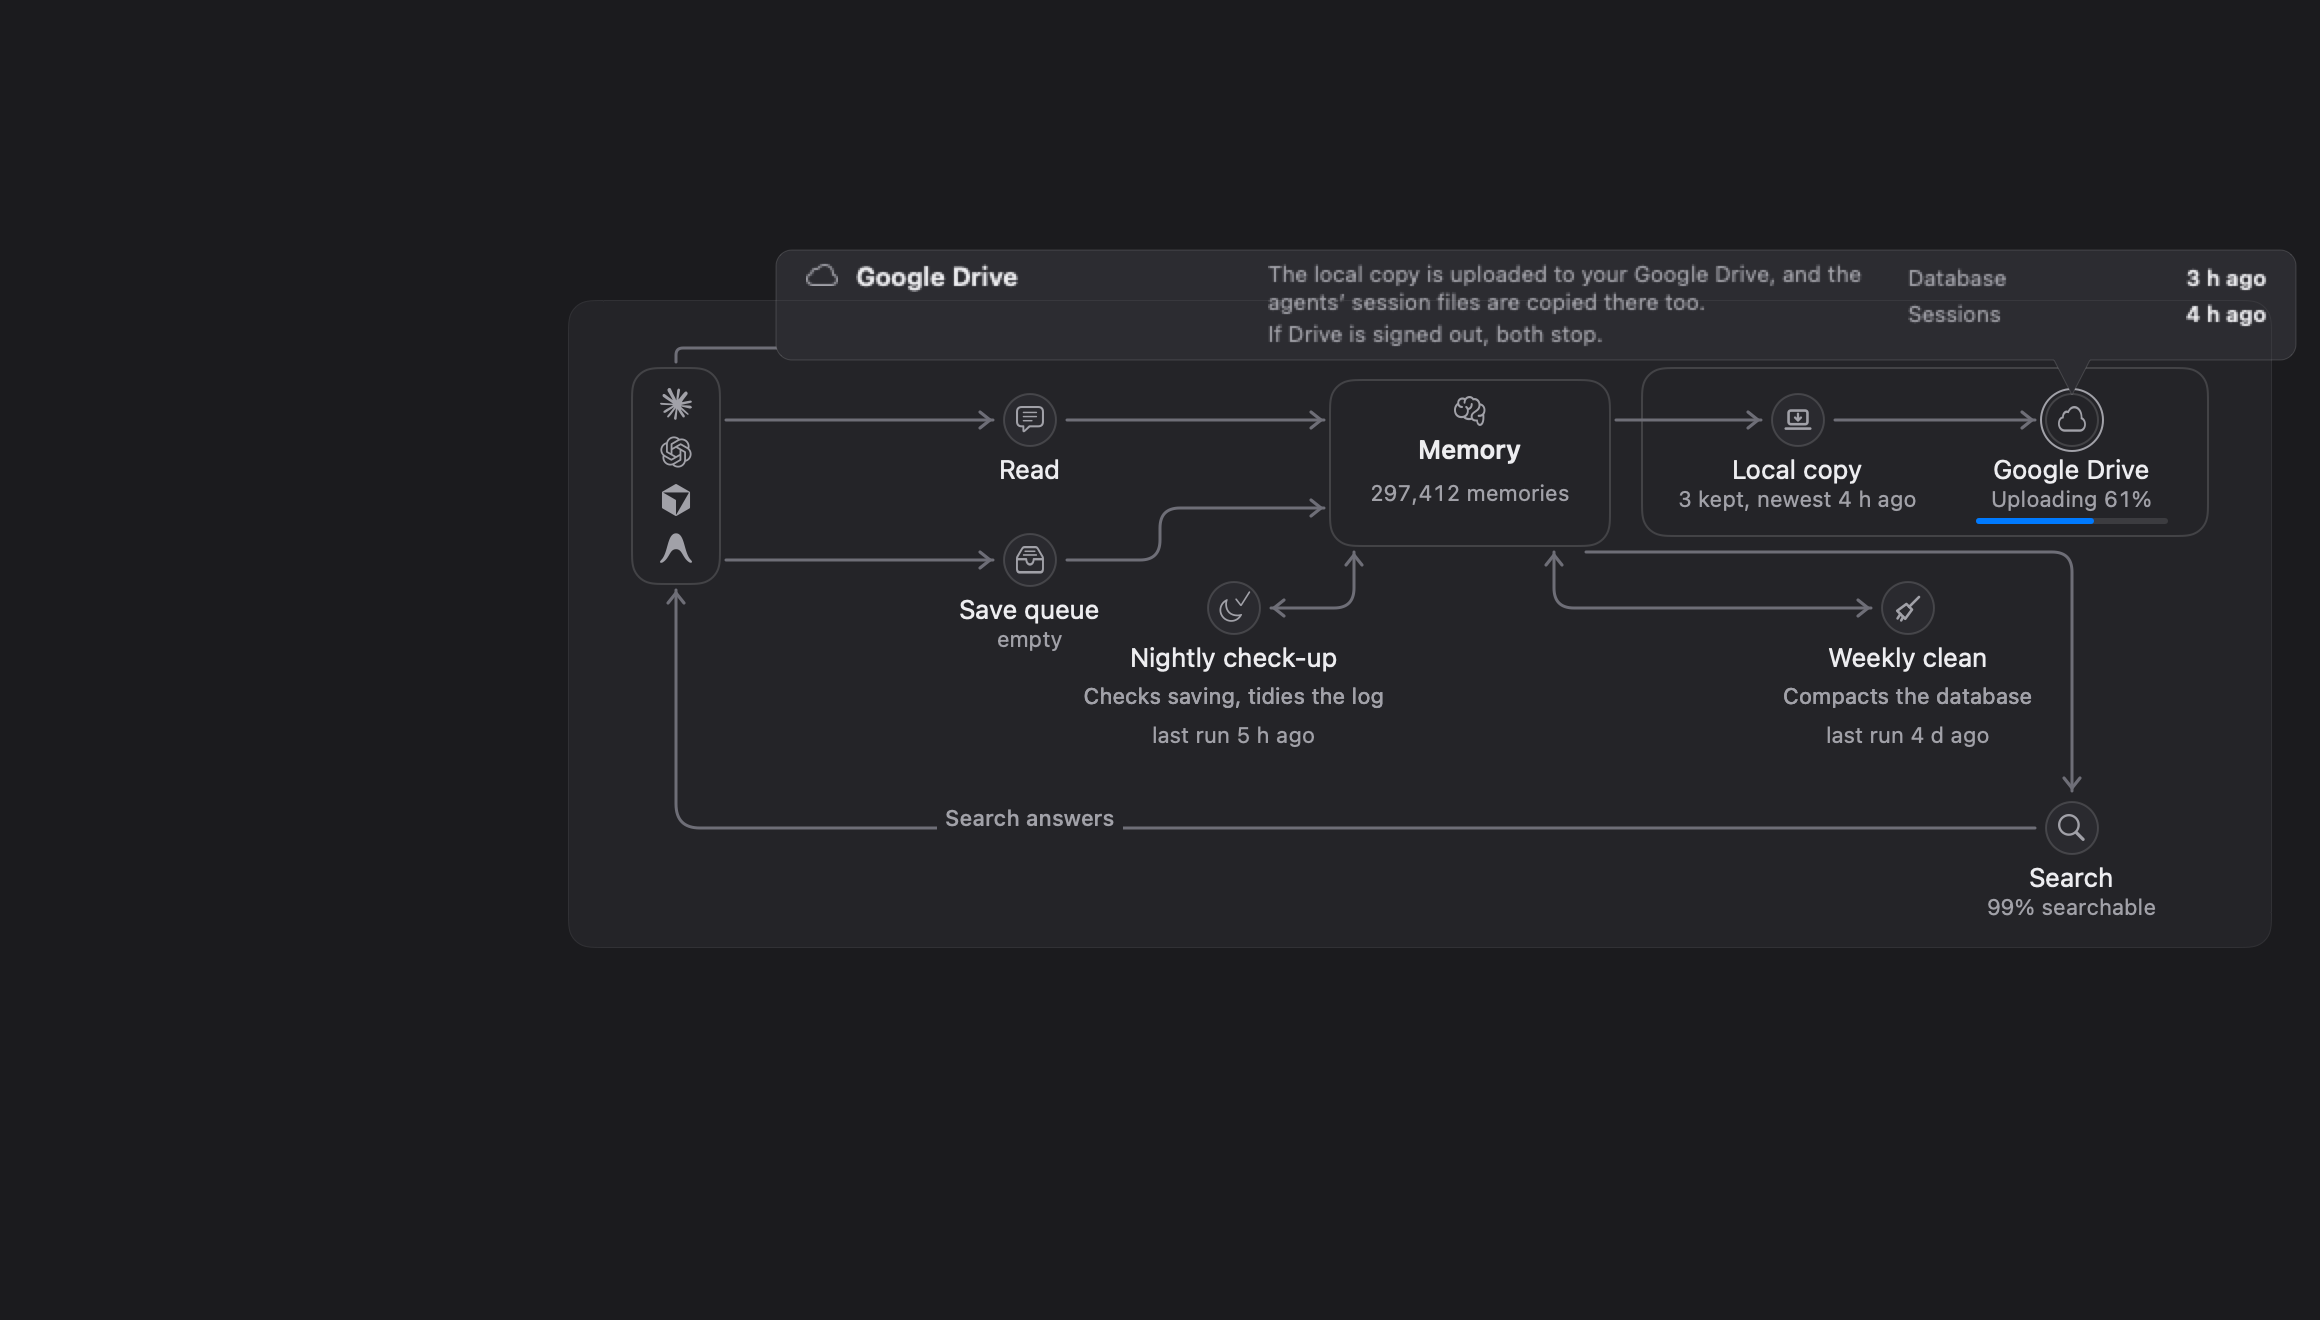 Google Drive
The local copy is uploaded to your Google Drive, and the
agents’ session files are copied there too.
If Drive is signed out, both stop.
Database 3 h ago
Sessions 4 h ago
Read
Memory
297,412 memories
Local copy
3 kept, newest 4 h ago
Google Drive
Uploading 61%
Save queue
empty
Nightly check-up
Checks saving, tidies the log
last run 5 h ago
Weekly clean
Compacts the database
last run 4 d ago
Search answers
Search
99% searchable